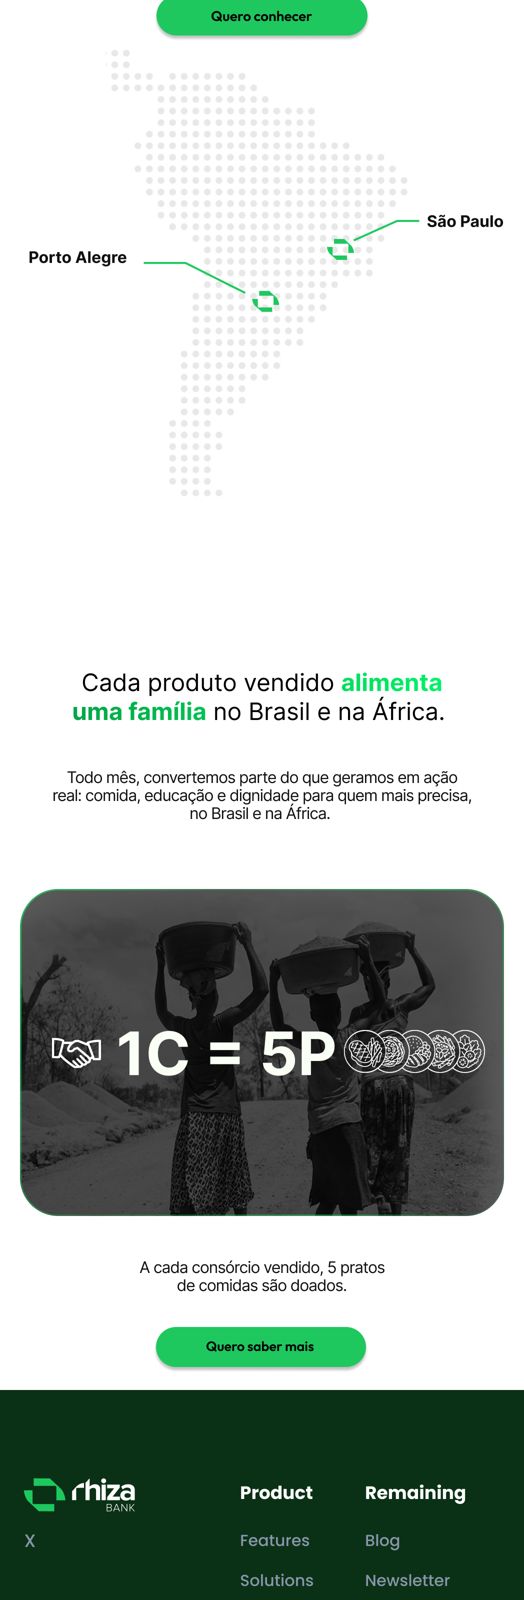 Quero conhecer
São Paulo
Porto Alegre
Cada produto vendido alimenta
uma família no Brasil e na África.
Todo mês, convertemos parte do que geramos em ação
real: comida, educação e dignidade para quem mais precisa,
no Brasil e na África.
1C = 5P
A cada consórcio vendido, 5 pratos
de comidas são doados.
Quero saber mais
rhiza
BANK
Product
Remaining
X
Features
Blog
Solutions
Newsletter